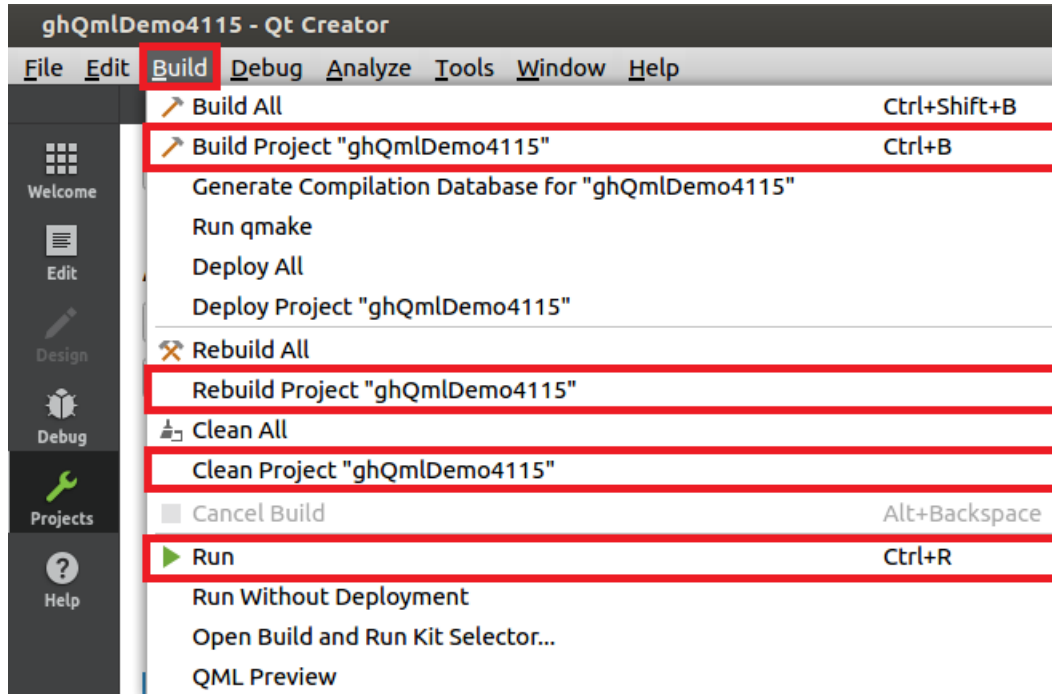 ghQmlDemo4115 - Qt Creator
File Edit Build Debug Analyze Tools Window Help
Build All Ctrl+Shift+B
Build Project "ghQmlDemo4115" Ctrl+B
Generate Compilation Database for "ghQmlDemo4115"
Run qmake
Deploy All
Deploy Project "ghQmlDemo4115"
Rebuild All
Rebuild Project "ghQmlDemo4115"
Clean All
Clean Project "ghQmlDemo4115"
Cancel Build Alt+Backspace
Run Ctrl+R
Run Without Deployment
Open Build and Run Kit Selector...
QML Preview
Welcome
Edit
Design
Debug
Projects
Help